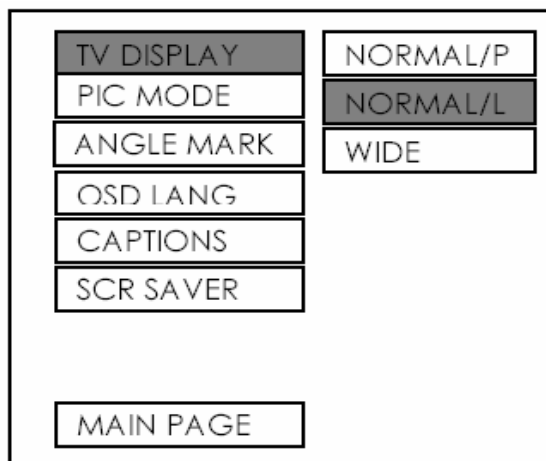 TV DISPLAY
PIC MODE
ANGLE MARK
OSD LANG
CAPTIONS
SCR SAVER
MAIN PAGE
NORMAL/P
NORMAL/L
WIDE